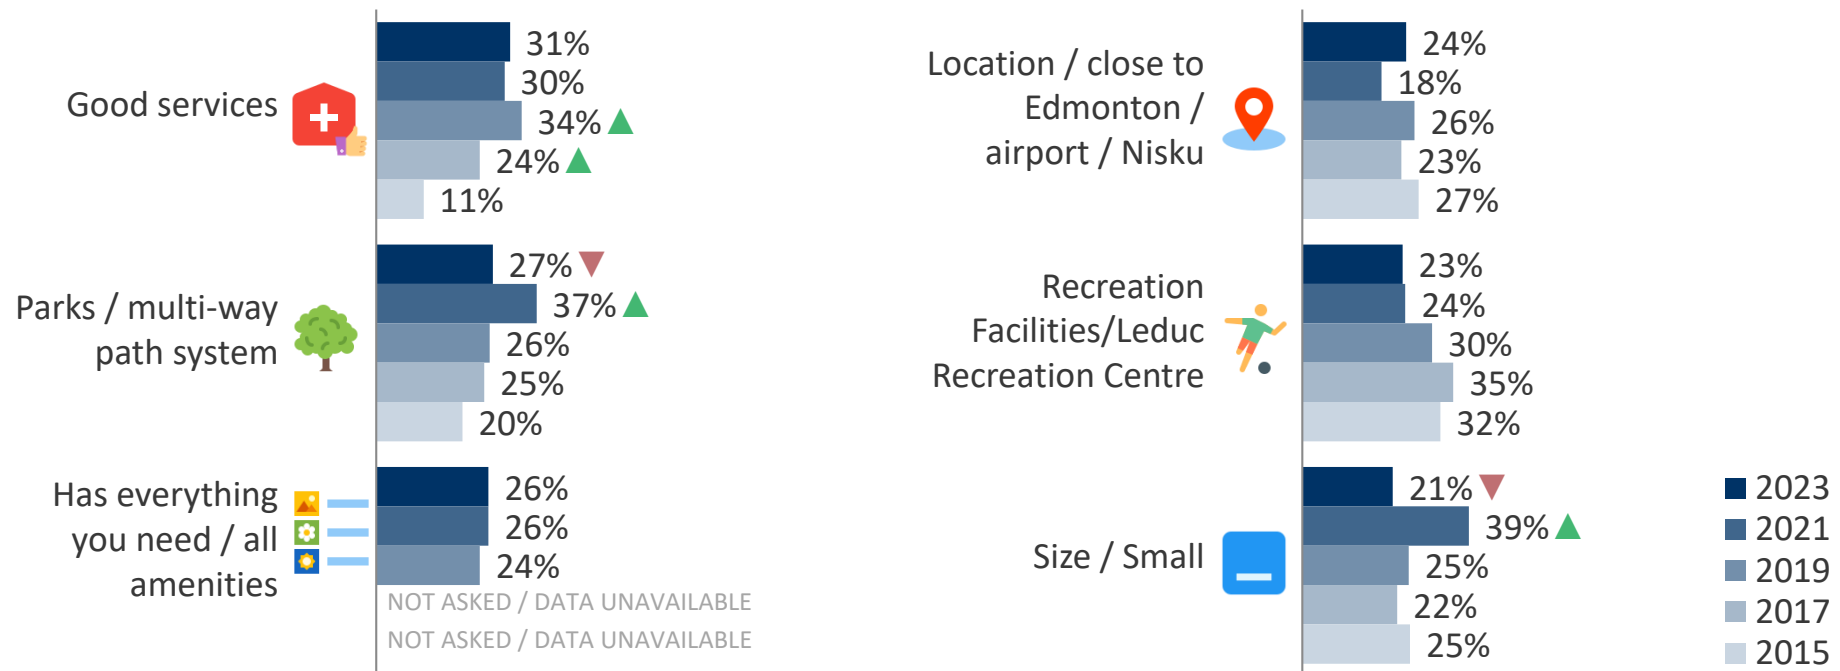 Good services
31%
30%
34%
24%
11%
Parks / multi-way
path system
27%
37%
26%
25%
20%
Has everything
you need / all
amenities
26%
26%
24%
NOT ASKED / DATA UNAVAILABLE
NOT ASKED / DATA UNAVAILABLE
Location / close to
Edmonton /
airport / Nisku
24%
18%
26%
23%
27%
Recreation
Facilities/Leduc
Recreation Centre
23%
24%
30%
35%
32%
Size / Small
21%
39%
25%
22%
25%
2023
2021
2019
2017
2015